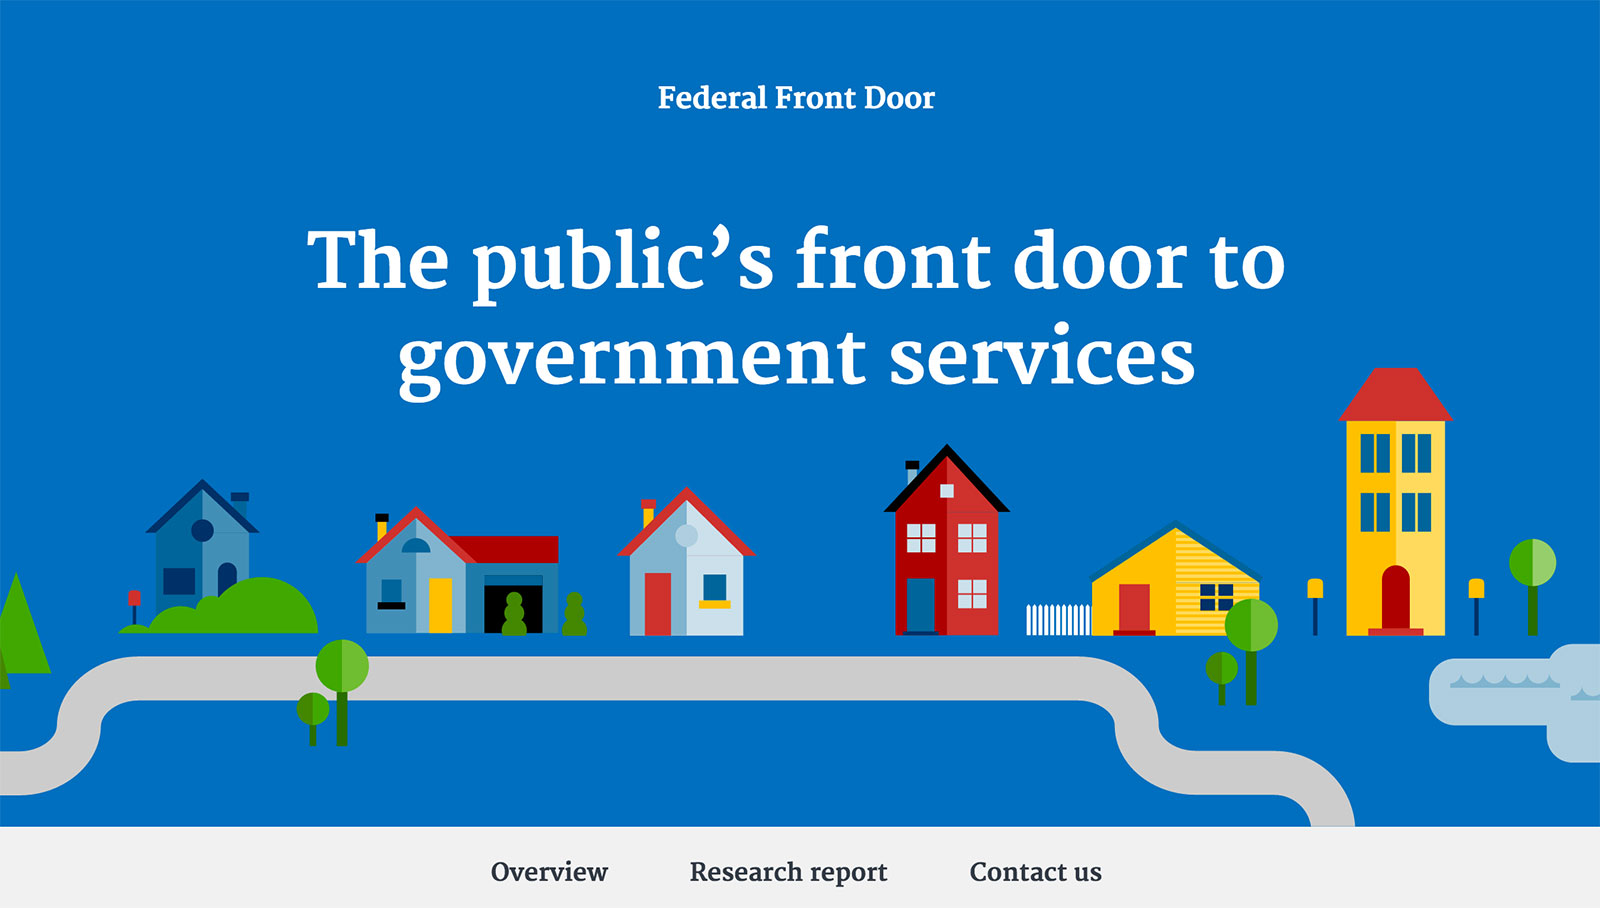 Federal Front Door
The public’s front door to
government services
Overview
Research report
Contact us